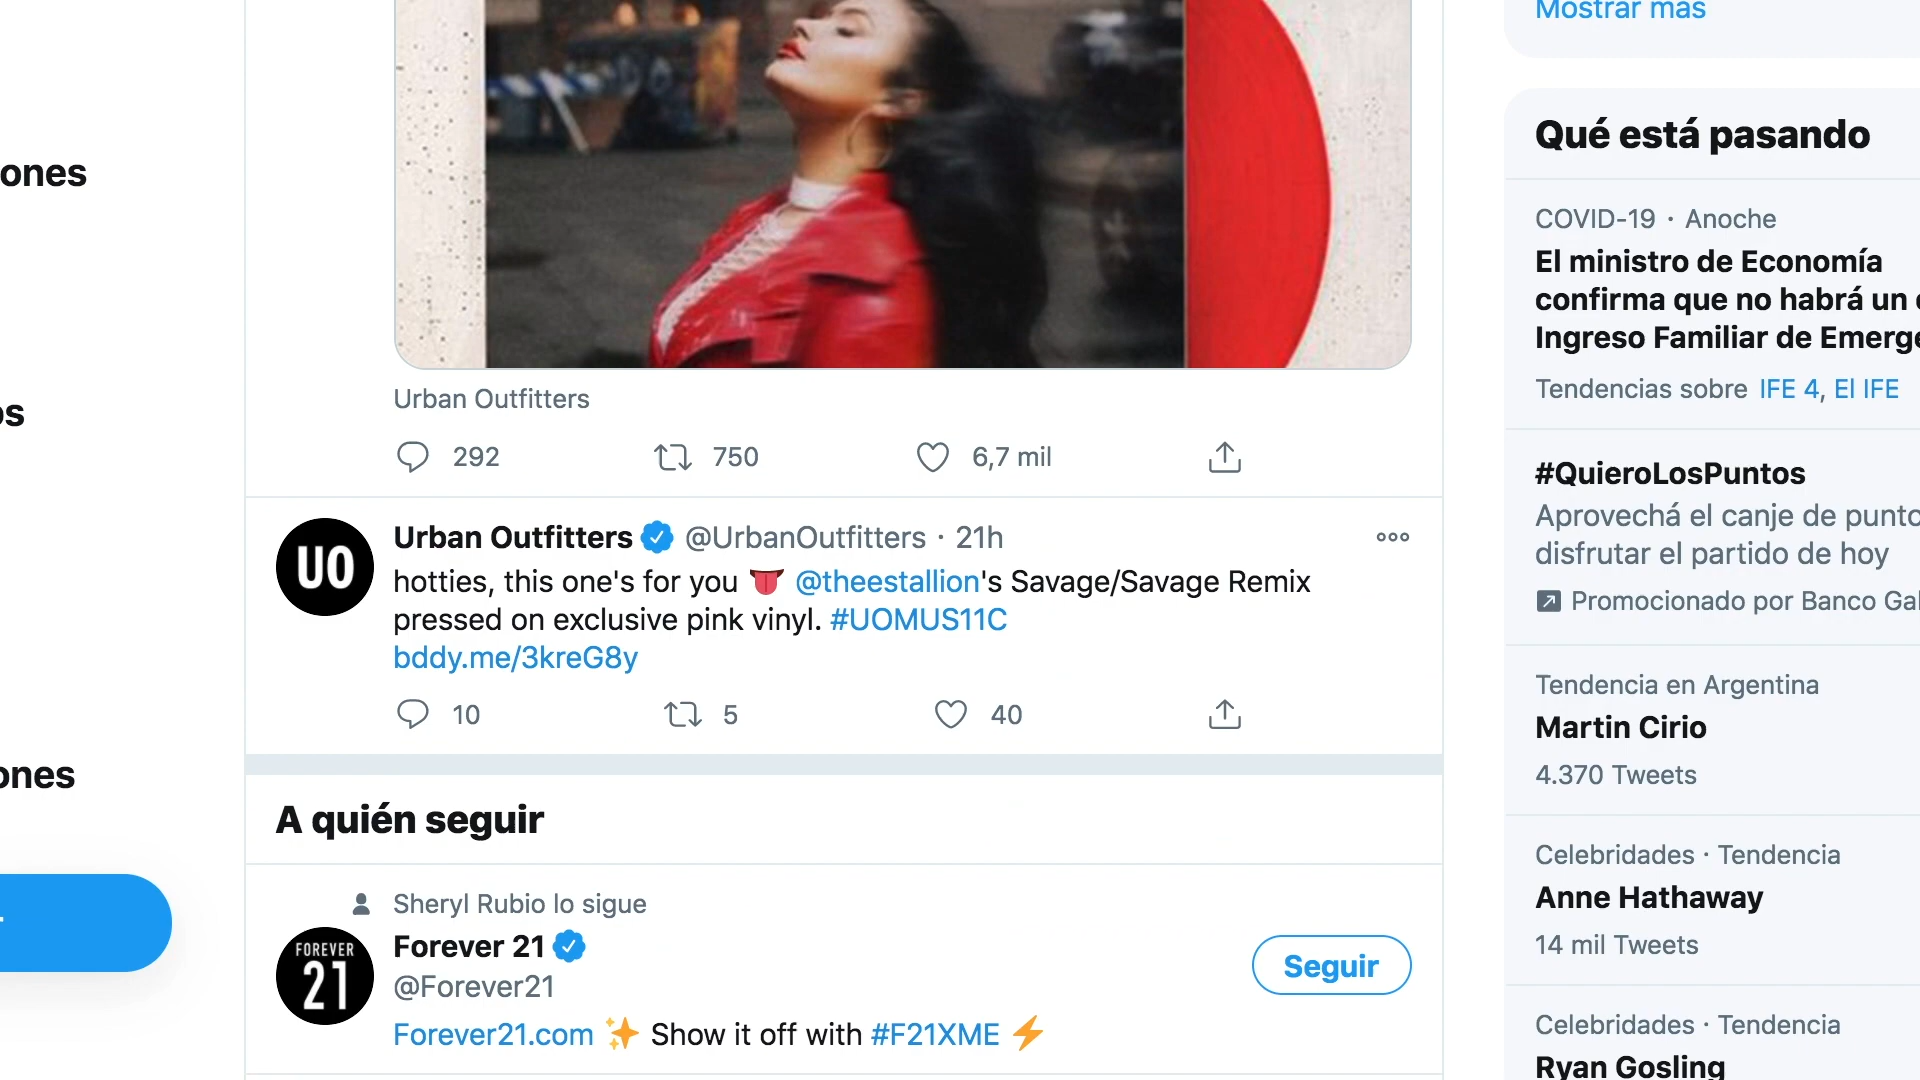 Mostrar más
ones
os
ones
Urban Outfitters
292 750 6,7 mil
UO
Urban Outfitters @UrbanOutfitters · 21h
hotties, this one's for you 👅 @theestallion's Savage/Savage Remix
pressed on exclusive pink vinyl. #UOMUS11C
bddy.me/3kreG8y
10 5 40
A quién seguir
Sheryl Rubio lo sigue
FOREVER
21
Forever 21
@Forever21
Seguir
Forever21.com ✨ Show it off with #F21XME ⚡
Qué está pasando
COVID-19 · Anoche
El ministro de Economía
confirma que no habrá un
Ingreso Familiar de Emerge
Tendencias sobre IFE 4, El IFE
#QuieroLosPuntos
Aprovechá el canje de punto
disfrutar el partido de hoy
Promocionado por Banco Gal
Tendencia en Argentina
Martin Cirio
4.370 Tweets
Celebridades · Tendencia
Anne Hathaway
14 mil Tweets
Celebridades · Tendencia
Ryan Gosling